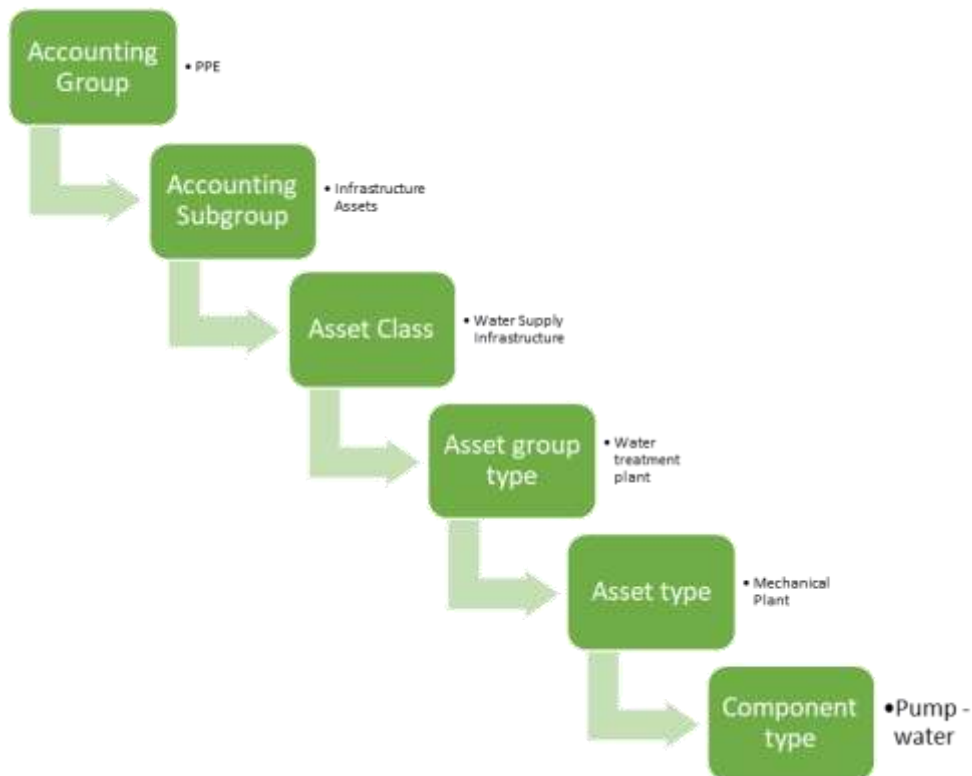 Accounting
Group
• PPE
Accounting
Subgroup
• Infrastructure
Assets
Asset Class
• Water Supply
Infrastructure
Asset group
type
• Water
treatment
plant
Asset type
• Mechanical
Plant
Component
type
•Pump -
water